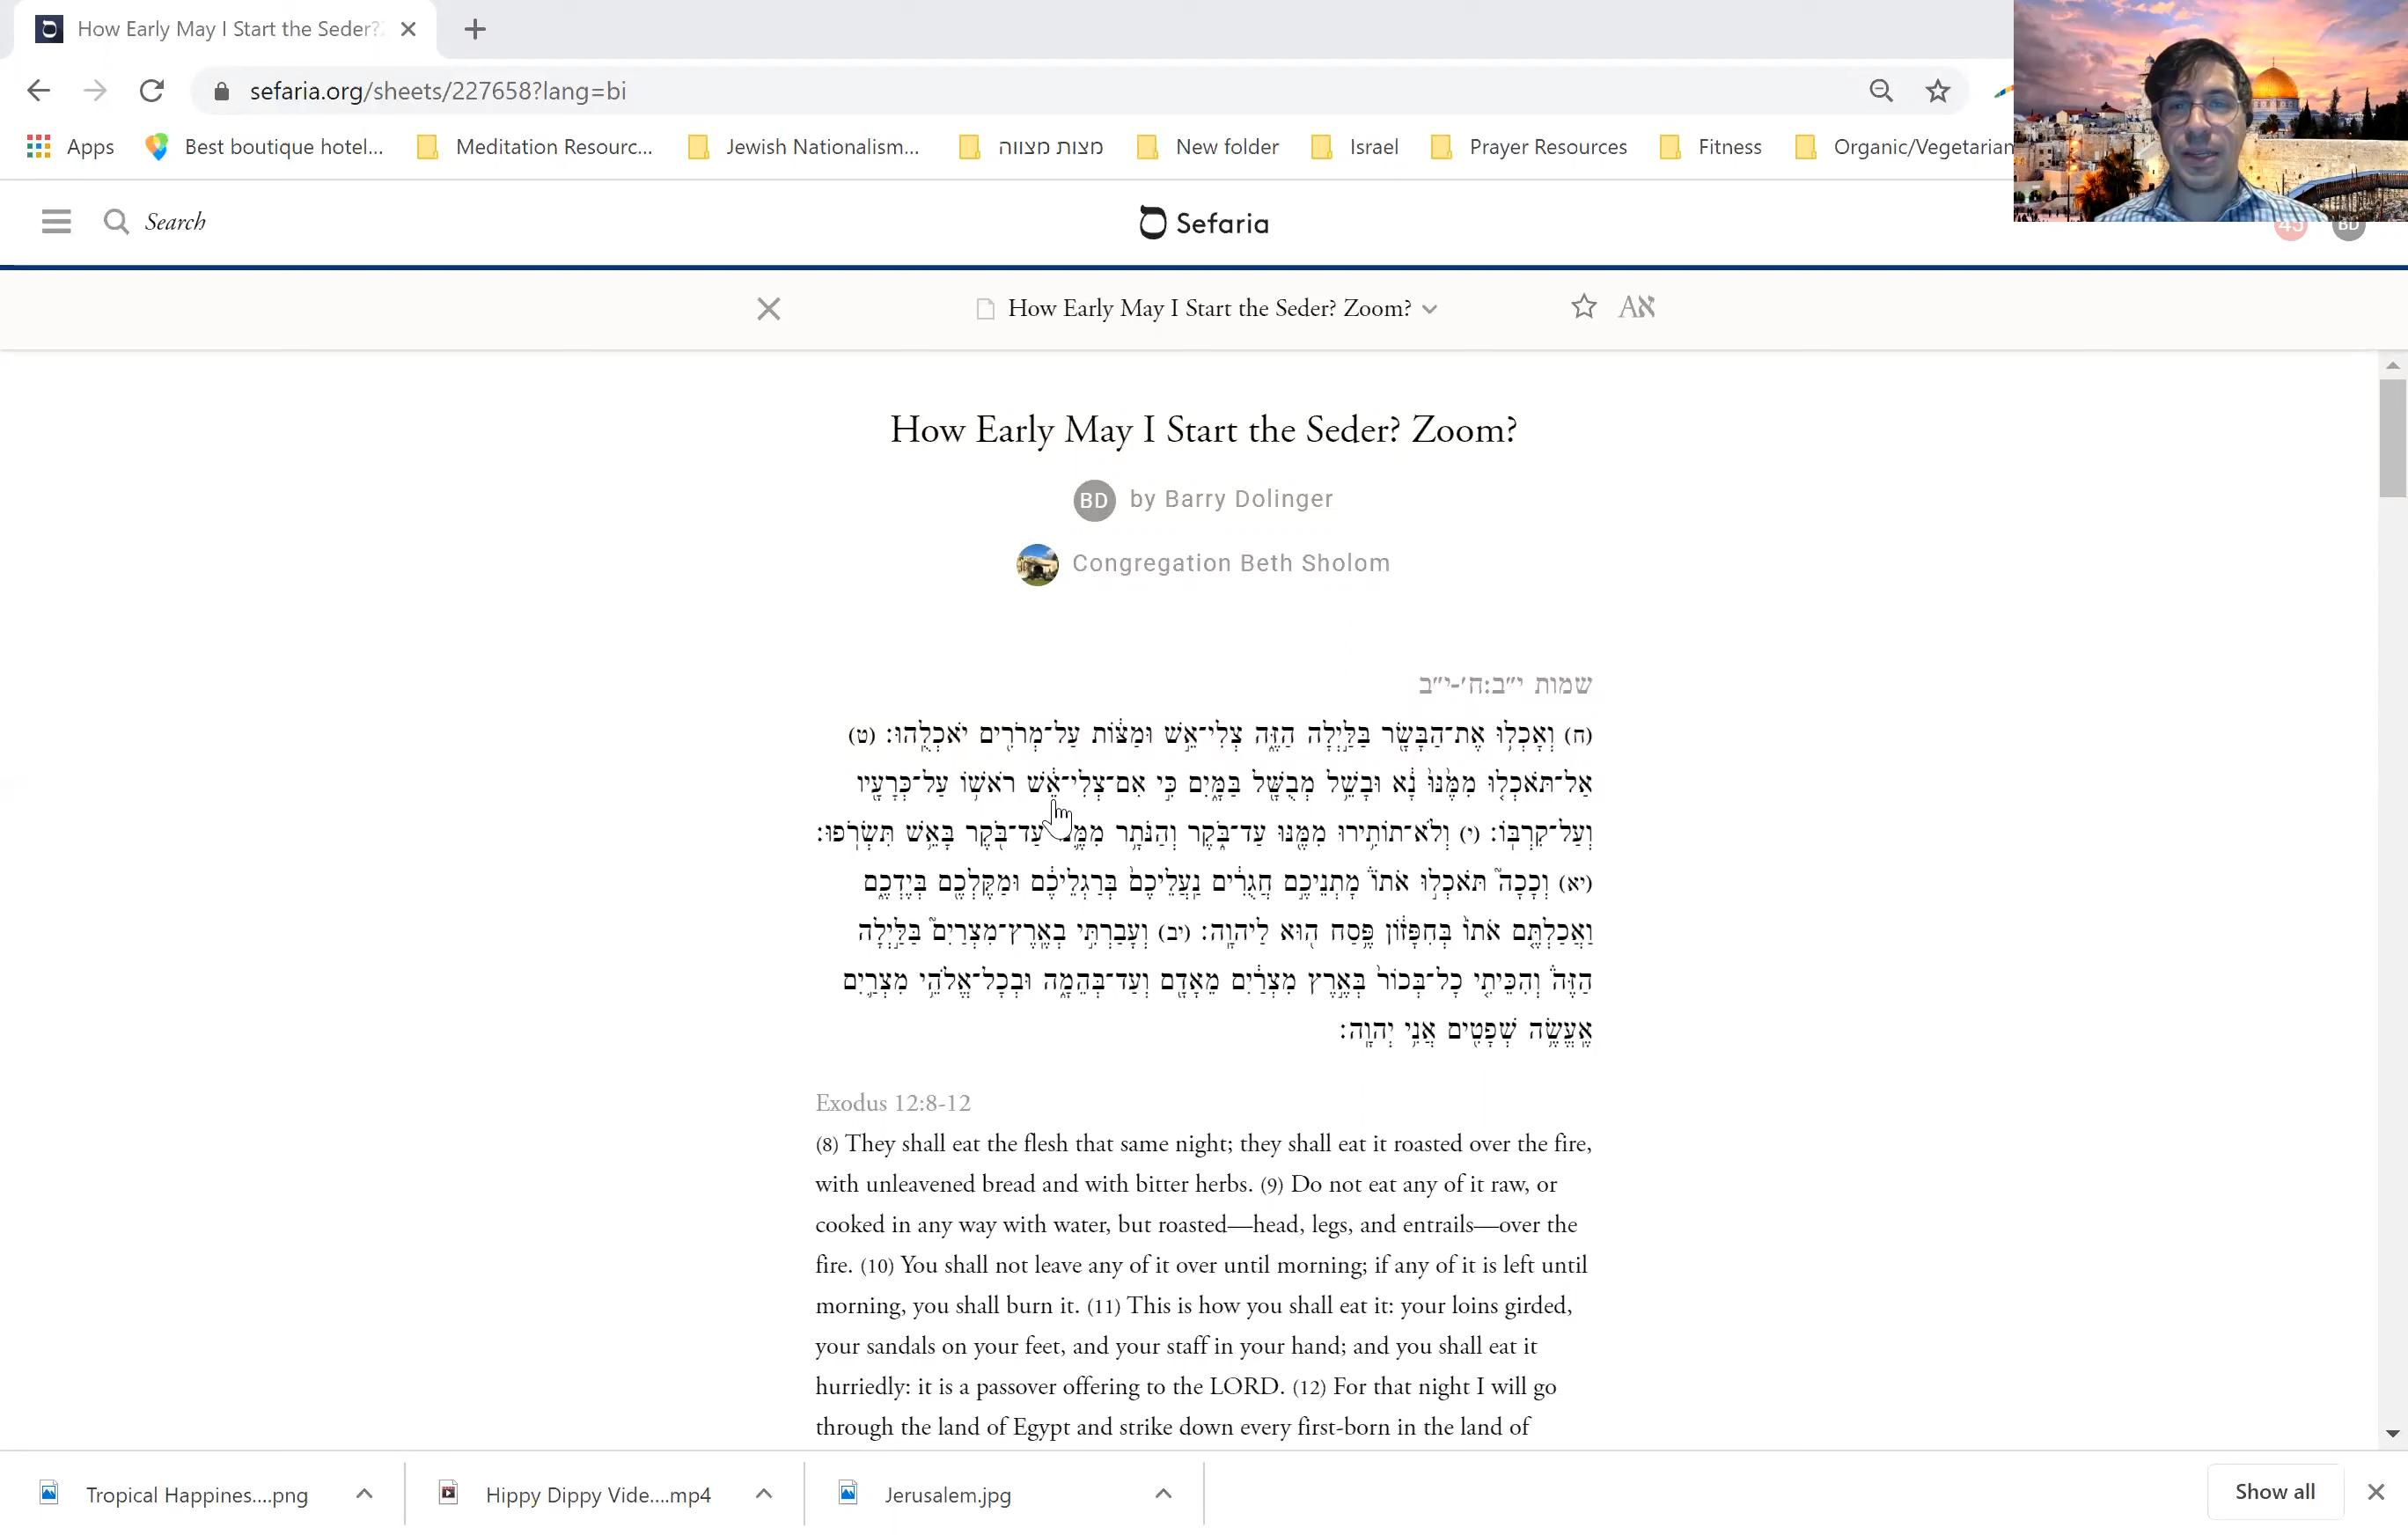 How Early May I Start the Seder?
sefaria.org/sheets/227658?lang=bi
Apps Best boutique hotel... Meditation Resourc... Jewish Nationalism... מצות מצווה New folder Israel Prayer Resources Fitness Organic/Vegetarian
Search
Sefaria
45 BD
How Early May I Start the Seder? Zoom?
Aא
How Early May I Start the Seder? Zoom?
BD by Barry Dolinger
Congregation Beth Sholom
שמות י״ב:ח׳-י״ב
(ח) וְאָכְל֥וּ אֶת־הַבָּשָׂ֖ר בַּלַּ֣יְלָה הַזֶּ֑ה צְלִי־אֵ֣שׁ וּמַצּ֔וֹת עַל־מְרֹרִ֖ים יֹאכְלֻֽהוּ׃ (ט)
אַל־תֹּאכְל֤וּ מִמֶּ֙נּוּ֙ נָ֔א וּבָשֵׁ֥ל מְבֻשָּׁ֖ל בַּמָּ֑יִם כִּ֣י אִם־צְלִי־אֵ֔שׁ רֹאשׁ֥וֹ עַל־כְּרָעָ֖יו
וְעַל־קִרְבּֽוֹ׃ (י) וְלֹא־תוֹתִ֥ירוּ מִמֶּ֖נּוּ עַד־בֹּ֑קֶר וְהַנֹּתָ֥ר עַד־בֹּ֖קֶר בָּאֵ֥שׁ תִּשְׂרֹֽפוּ׃
(יא) וְכָכָה֮ תֹּאכְל֣וּ אֹתוֹ֒ מָתְנֵיכֶ֣ם חֲגֻרִ֔ים נַֽעֲלֵיכֶם֙ בְּרַגְלֵיכֶ֔ם וּמַקֶּלְכֶ֖ם בְּיֶדְכֶ֑ם
וַאֲכַלְתֶּ֤ם אֹתוֹ֙ בְּחִפָּז֔וֹן פֶּ֥סַח ה֖וּא לַיהוָֽה׃ (יב) וְעָבַרְתִּ֣י בְאֶֽרֶץ־מִצְרַיִם֮ בַּלַּ֣יְלָה
הַזֶּה֒ וְהִכֵּיתִ֤י כָל־בְּכוֹר֙ בְּאֶ֣רֶץ מִצְרַ֔יִם מֵאָדָ֖ם וְעַד־בְּהֵמָ֑ה וּבְכָל־אֱלֹהֵ֥י מִצְרַ֛יִם
אֶֽעֱשֶׂ֥ה שְׁפָטִ֖ים אֲנִ֥י יְהוָֽה׃
Exodus 12:8-12
(8) They shall eat the flesh that same night; they shall eat it roasted over the fire,
with unleavened bread and with bitter herbs. (9) Do not eat any of it raw, or
cooked in any way with water, but roasted—head, legs, and entrails—over the
fire. (10) You shall not leave any of it over until morning; if any of it is left until
morning, you shall burn it. (11) This is how you shall eat it: your loins girded,
your sandals on your feet, and your staff in your hand; and you shall eat it
hurriedly: it is a passover offering to the LORD. (12) For that night I will go
through the land of Egypt and strike down every first-born in the land of
Tropical Happines....png Hippy Dippy Vide....mp4 Jerusalem.jpg Show all